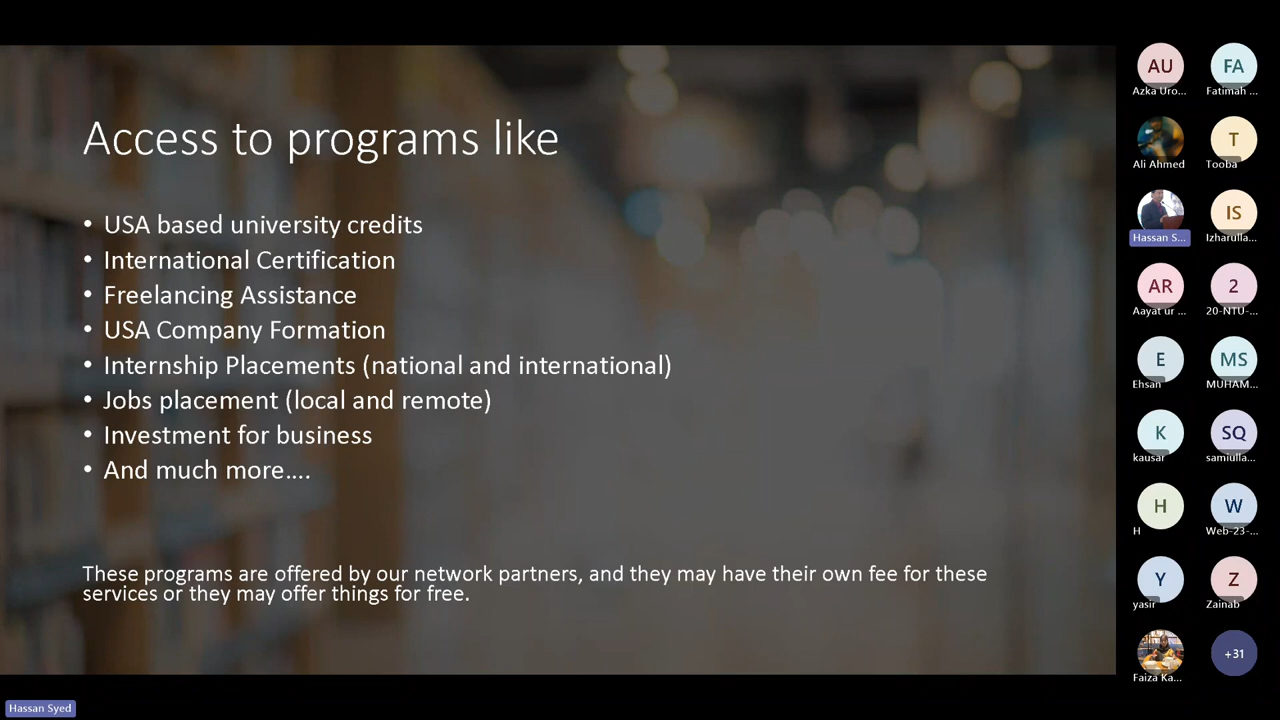 Access to programs like
• USA based university credits
• International Certification
• Freelancing Assistance
• USA Company Formation
• Internship Placements (national and international)
• Jobs placement (local and remote)
• Investment for business
• And much more....
These programs are offered by our network partners, and they may have their own fee for these
services or they may offer things for free.
AU
Azka Uro...
FA
Fatimah ...
Ali Ahmed
T
Tooba
Hassan S...
IS
Izharulla...
AR
Aayat ur ...
2
20-NTU-...
E
Ehsan
MS
MUHAM...
K
kausar
SQ
samiulla...
H
H
W
Web-23-...
Y
yasir
Z
Zainab
Faiza Ka...
+31
Hassan Syed